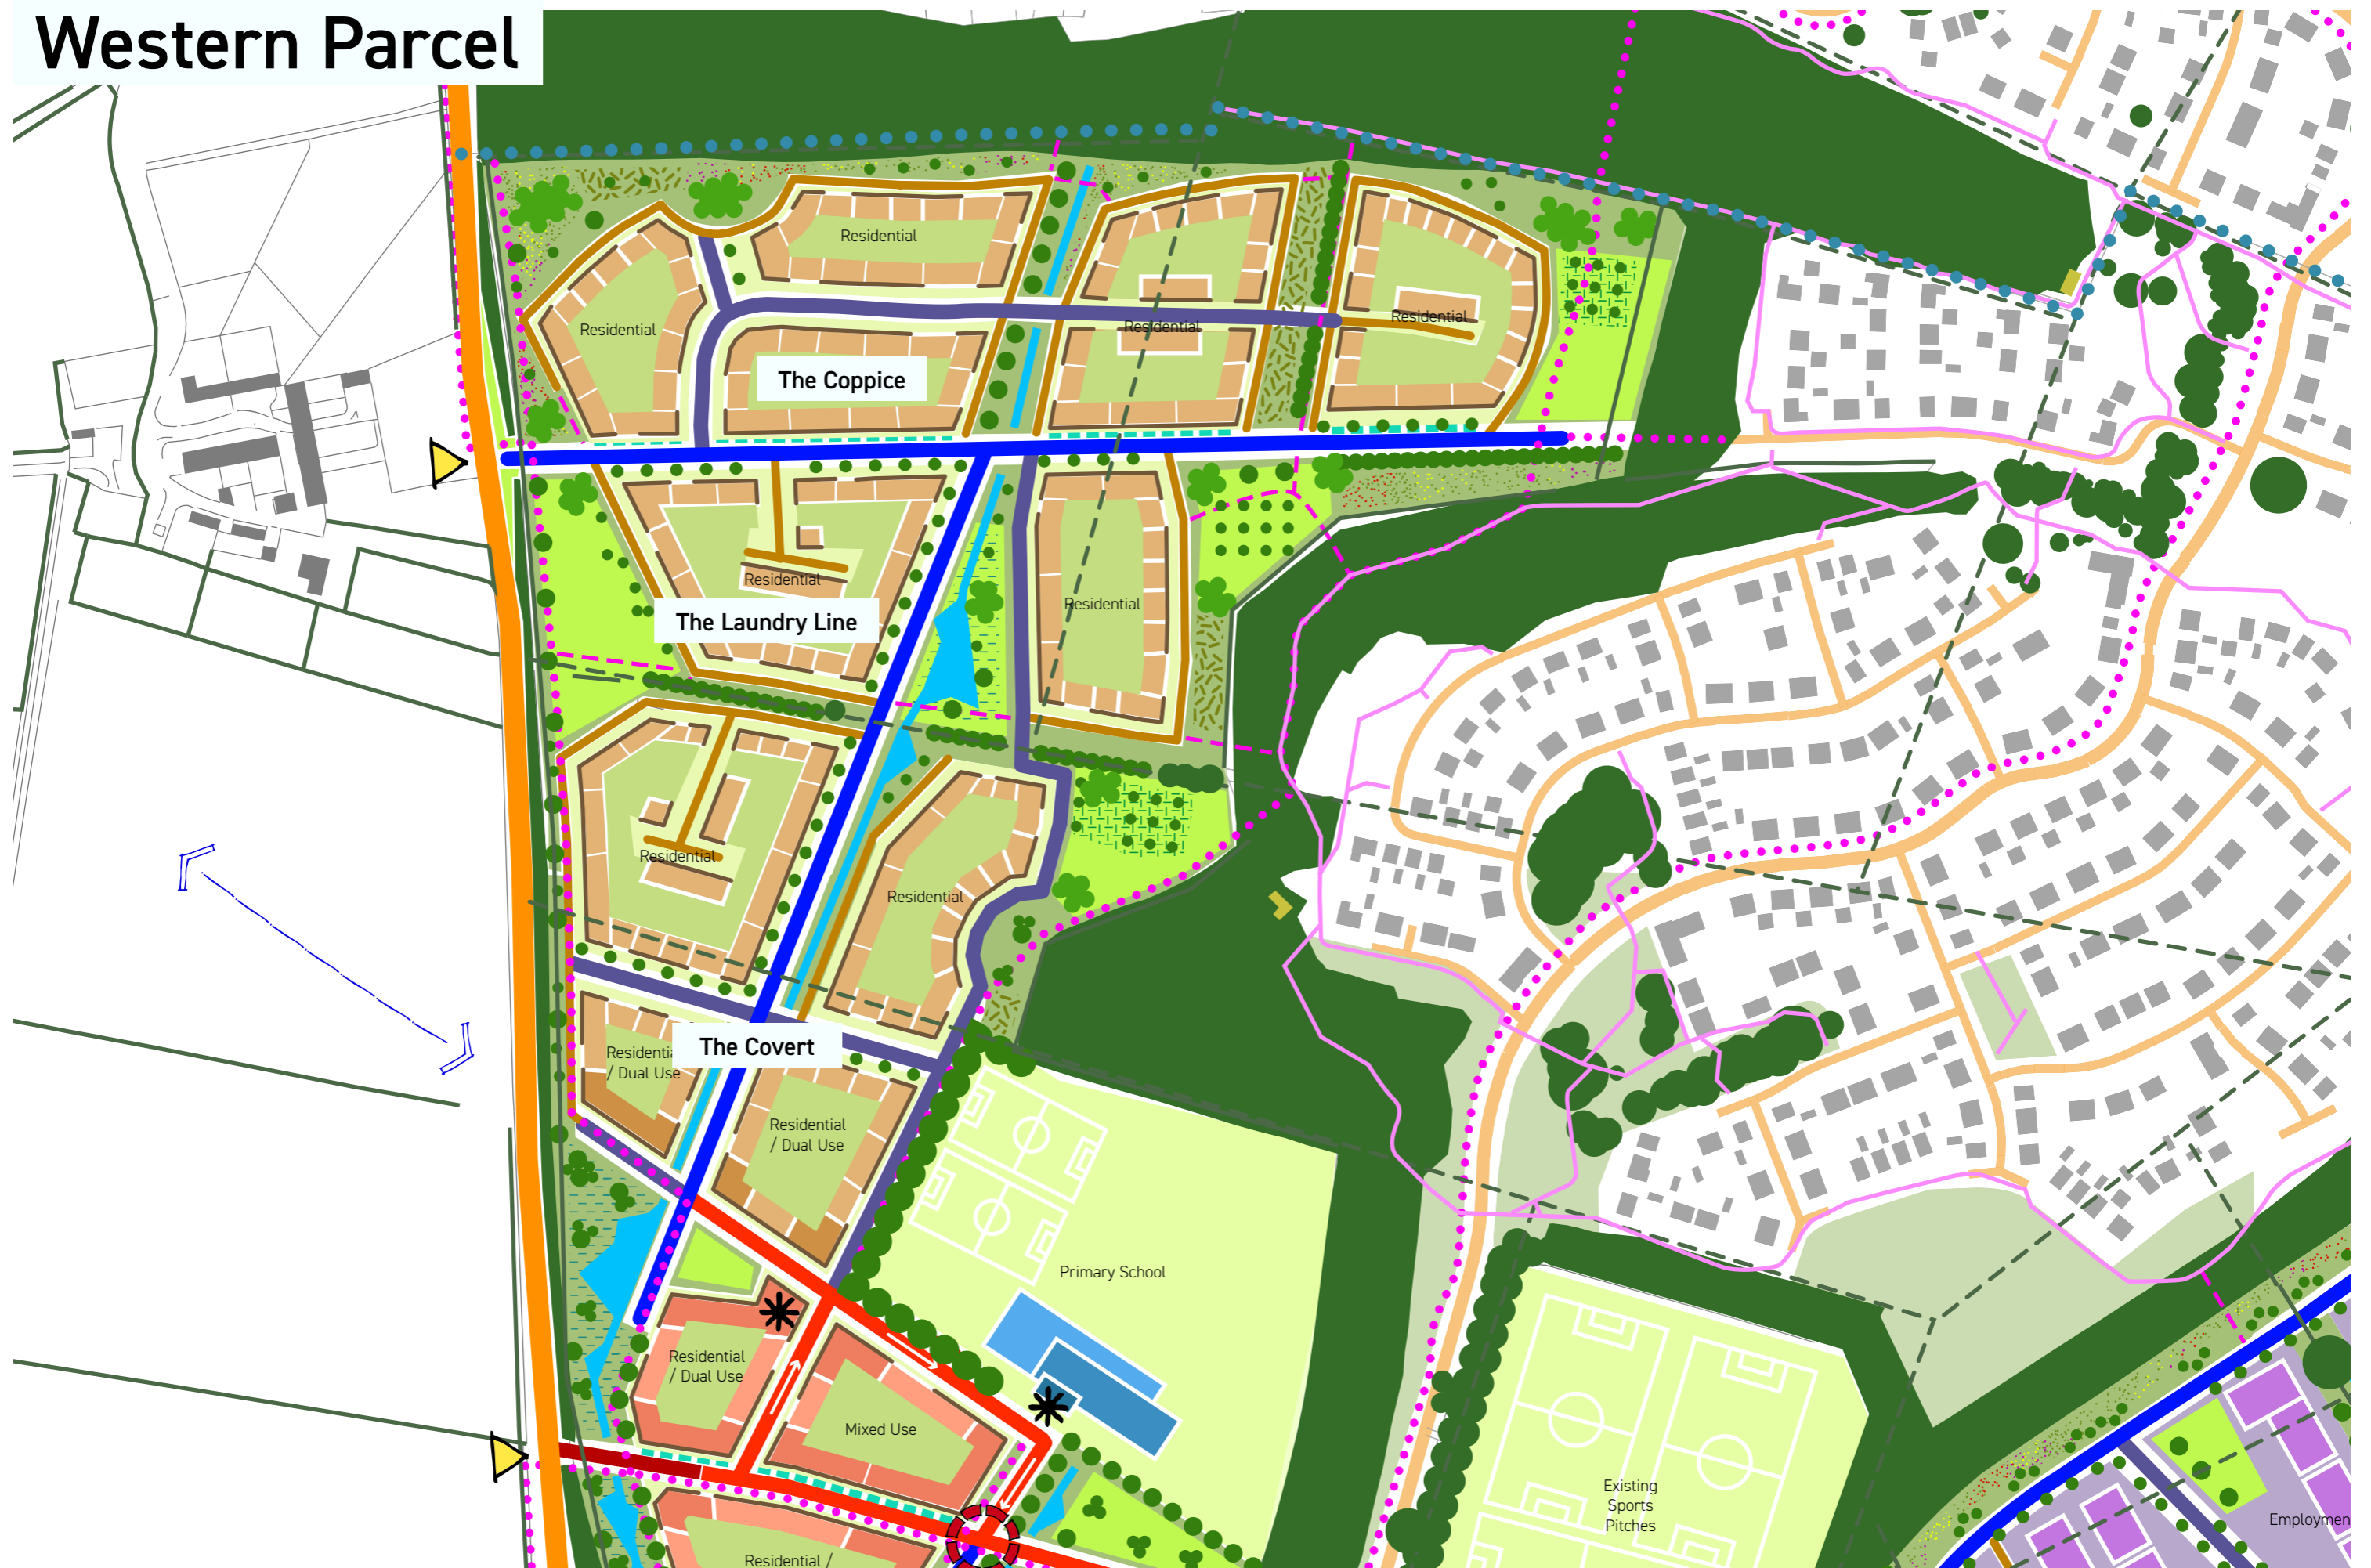 Western Parcel
Residential
Residential
Residential
Residential
The Coppice
Residential
The Laundry Line
Residential
Residential
Residential
The Covert
Residential
/ Dual Use
Residential
/ Dual Use
Primary School
Residential
/ Dual Use
Mixed Use
Existing
Sports
Pitches
Employmen
Residential /